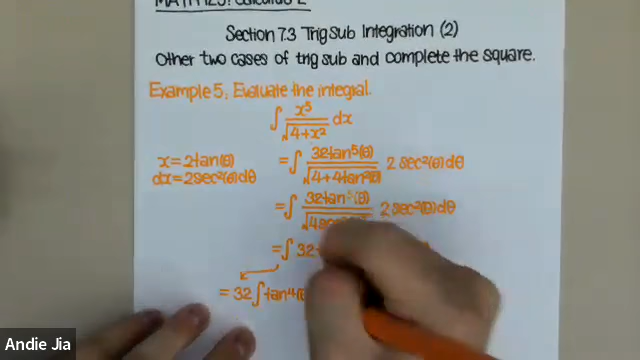 MATH 125: Calculus 2
Section 7.3 Trig Sub Integration (2)
Other two cases of trig sub and complete the square.
Example 5, Evaluate the integral.
∫ x⁵/√(4+x²) dx
x=2tan(θ) =∫ 32tan⁵(θ)/√(4+4tan²(θ)) 2sec²(θ)dθ
dx=2sec²(θ)dθ
=∫ 32tan⁵(θ)/√4sec 2sec²(θ)dθ
=∫ 32
=32∫tan⁴(θ
Andie Jia